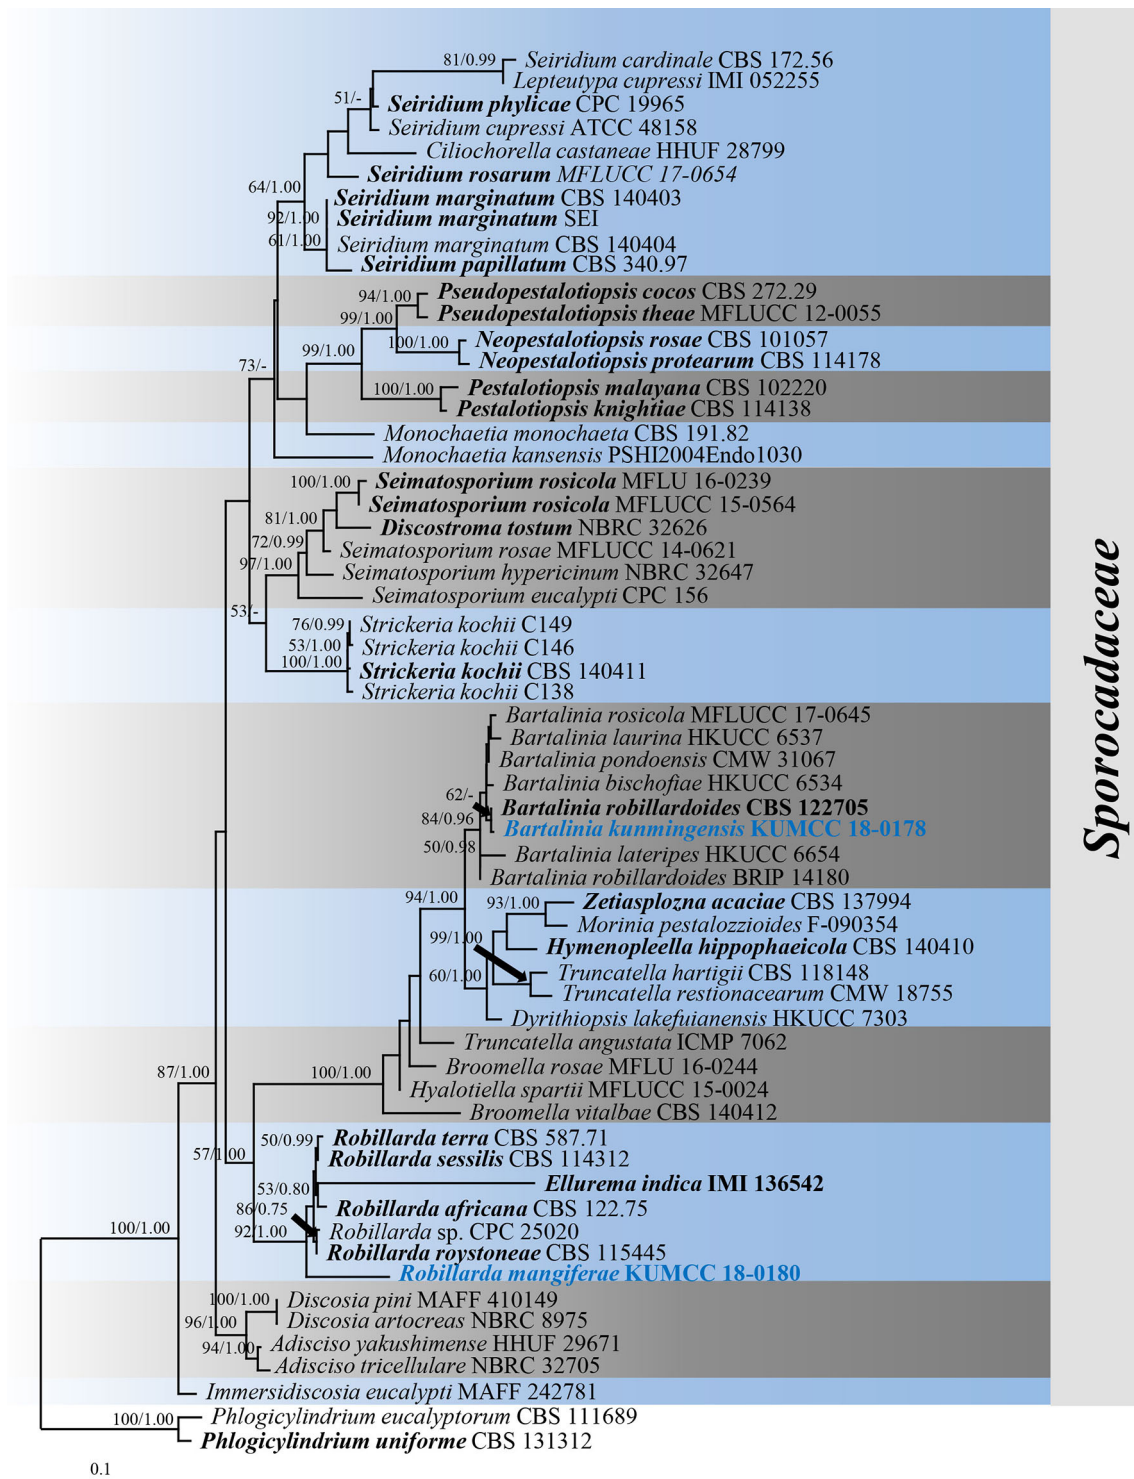 81/0.99
Seiridium cardinale CBS 172.56
Lepteutypa cupressi IMI 052255
51/-
Seiridium phylicae CPC 19965
Seiridium cupressi ATCC 48158
Ciliochorella castaneae HHUF 28799
Seiridium rosarum MFLUCC 17-0654
64/1.00
Seiridium marginatum CBS 140403
92/1.00
Seiridium marginatum SEI
61/1.00
Seiridium marginatum CBS 140404
Seiridium papillatum CBS 340.97
94/1.00
Pseudopestalotiopsis cocos CBS 272.29
Pseudopestalotiopsis theae MFLUCC 12-0055
99/1.00
100/1.00
Neopestalotiopsis rosae CBS 101057
99/1.00
Neopestalotiopsis protearum CBS 114178
73/-
100/1.00
Pestalotiopsis malayana CBS 102220
Pestalotiopsis knightiae CBS 114138
Monochaetia monochaeta CBS 191.82
Monochaetia kansensis PSHI2004Endo1030
100/1.00
Seimatosporium rosicola MFLU 16-0239
Seimatosporium rosicola MFLUCC 15-0564
81/1.00
Discostroma tostum NBRC 32626
72/0.99
Seimatosporium rosae MFLUCC 14-0621
97/1.00
Seimatosporium hypericinum NBRC 32647
Seimatosporium eucalypti CPC 156
53/-
76/0.99
Strickeria kochii C149
53/1.00
Strickeria kochii C146
100/1.00
Strickeria kochii CBS 140411
Strickeria kochii C138
Bartalinia rosicola MFLUCC 17-0645
Bartalinia laurina HKUCC 6537
Bartalinia pondoensis CMW 31067
Bartalinia bischofiae HKUCC 6534
62/-
Bartalinia robillardoides CBS 122705
84/0.96
Bartalinia kunmingensis KUMCC 18-0178
50/0.98
Bartalinia lateripes HKUCC 6654
Bartalinia robillardoides BRIP 14180
94/1.00
93/1.00
Zetiasplozna acaciae CBS 137994
Morinia pestalozzioides F-090354
99/1.00
Hymenopleella hippophaeicola CBS 140410
60/1.00
Truncatella hartigii CBS 118148
Truncatella restionacearum CMW 18755
Dyrithiopsis lakefuianensis HKUCC 7303
Truncatella angustata ICMP 7062
Broomella rosae MFLU 16-0244
87/1.00
100/1.00
Hyalotiella spartii MFLUCC 15-0024
Broomella vitalbae CBS 140412
50/0.99
Robillarda terra CBS 587.71
57/1.00
Robillarda sessilis CBS 114312
53/0.80
Ellurema indica IMI 136542
86/0.75
Robillarda africana CBS 122.75
100/1.00
92/1.00
Robillarda sp. CPC 25020
Robillarda roystoneae CBS 115445
Robillarda mangiferae KUMCC 18-0180
100/1.00
Discosia pini MAFF 410149
96/1.00
Discosia artocreas NBRC 8975
94/1.00
Adisciso yakushimense HHUF 29671
Adisciso tricellulare NBRC 32705
Immersidiscosia eucalypti MAFF 242781
100/1.00
Phlogicylindrium eucalyptorum CBS 111689
Phlogicylindrium uniforme CBS 131312
0.1
Sporocadaceae